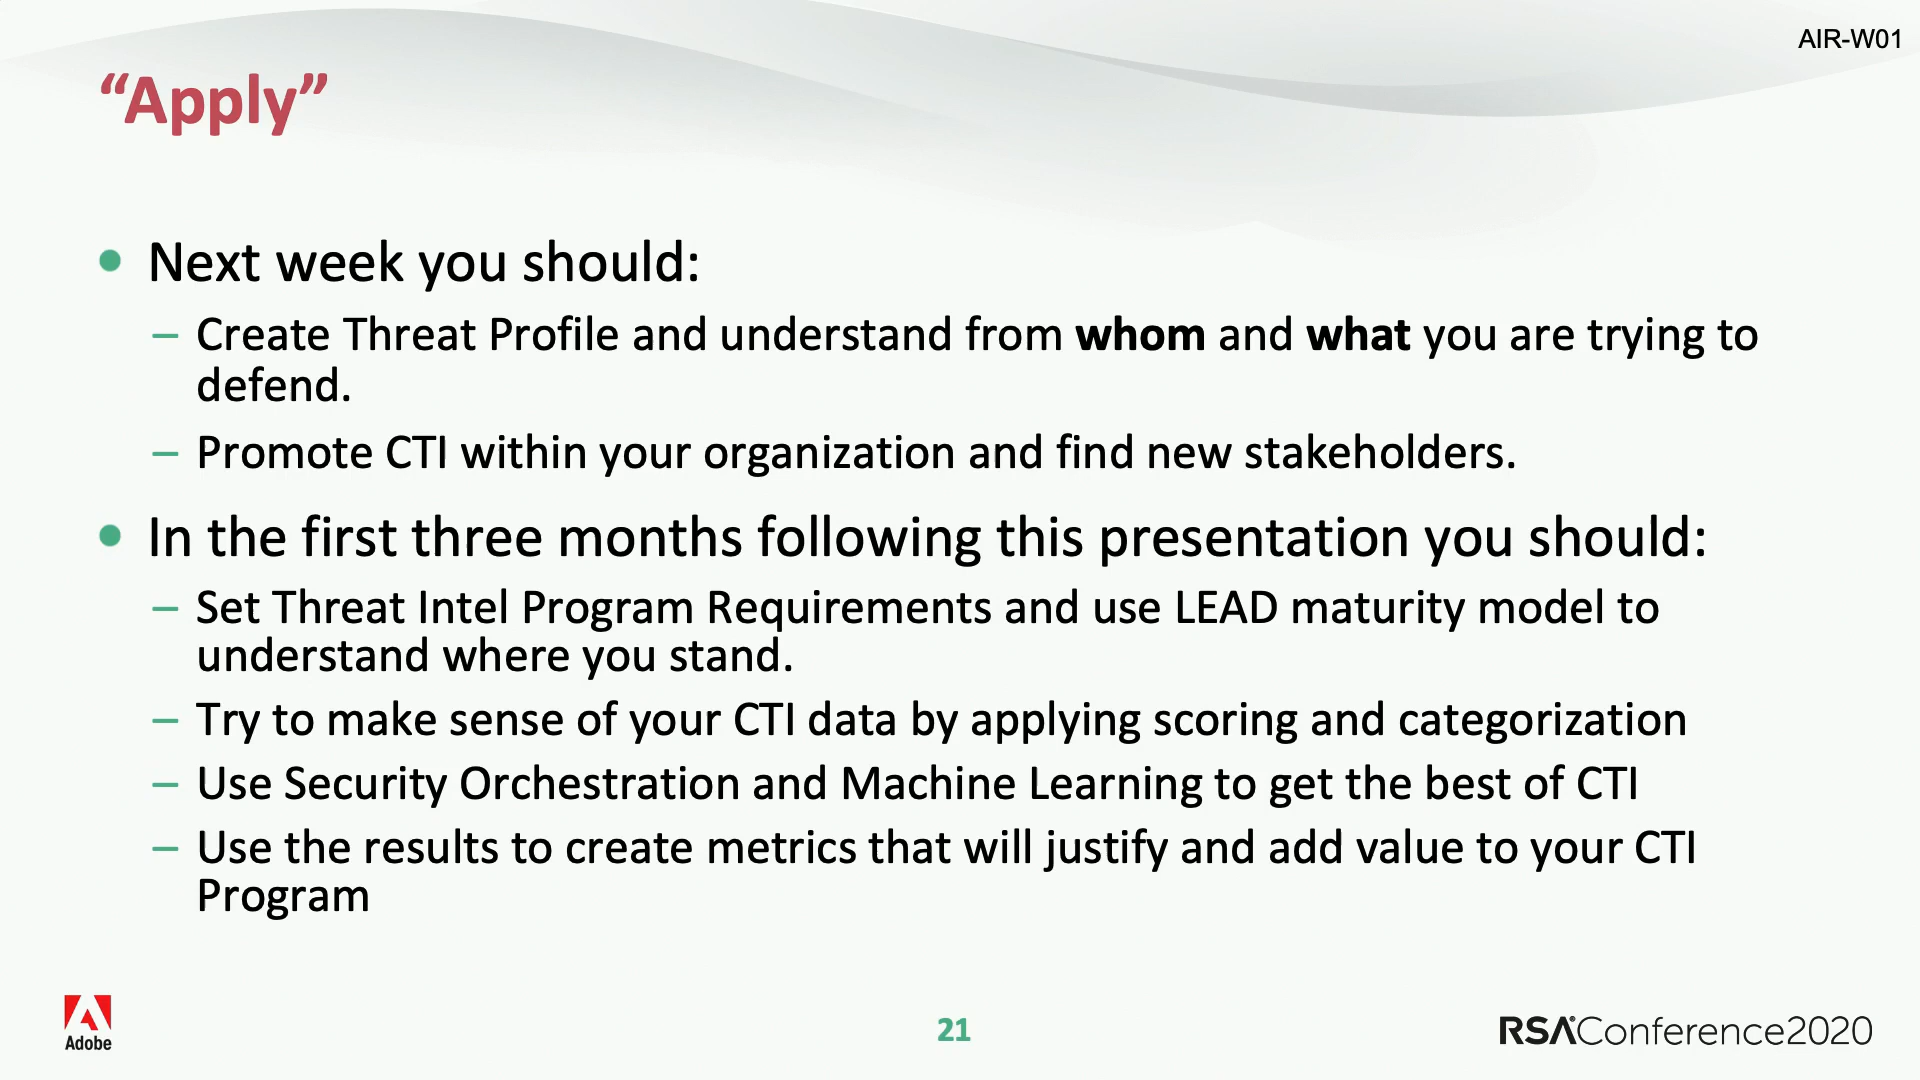 AIR-W01
“Apply”
• Next week you should:
– Create Threat Profile and understand from whom and what you are trying to
defend.
– Promote CTI within your organization and find new stakeholders.
• In the first three months following this presentation you should:
– Set Threat Intel Program Requirements and use LEAD maturity model to
understand where you stand.
– Try to make sense of your CTI data by applying scoring and categorization
– Use Security Orchestration and Machine Learning to get the best of CTI
– Use the results to create metrics that will justify and add value to your CTI
Program
Adobe
21
RSA®Conference2020